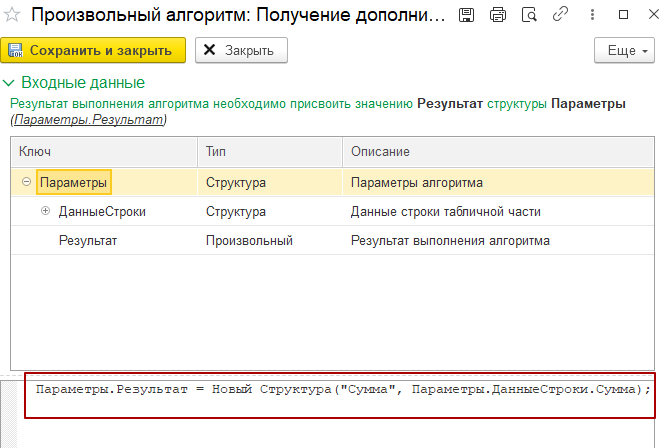 Произвольный алгоритм: Получение дополни...
Сохранить и закрыть
Закрыть
Еще
Входные данные
Результат выполнения алгоритма необходимо присвоить значению Результат структуры Параметры
(Параметры.Результат)
Ключ Тип Описание
Параметры Структура Параметры алгоритма
ДанныеСтроки Структура Данные строки табличной части
Результат Произвольный Результат выполнения алгоритма
Параметры.Результат = Новый Структура("Сумма", Параметры.ДанныеСтроки.Сумма);